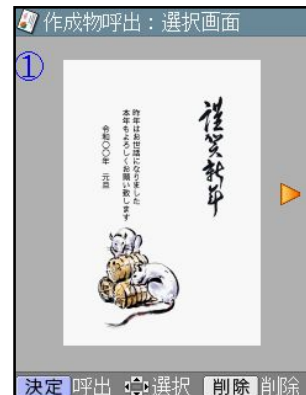 作成物呼出：選択画面
①
謹賀新年
昨年はお世話になりました
本年もよろしくお願い致します
令和〇〇年 元旦
決定 呼出 選択 削除 削除